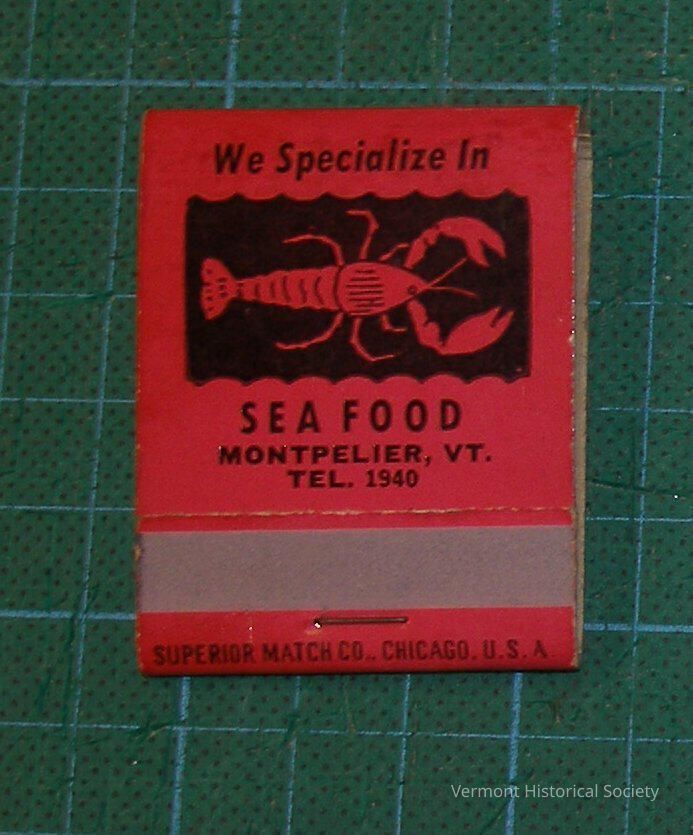 We Specialize In
SEA FOOD
MONTPELIER, VT.
TEL. 1940
SUPERIOR MATCH CO., CHICAGO, U.S.A.
Vermont Historical Society